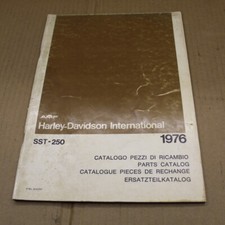 Harley-Davidson International
SST-250 1976
CATALOGO PEZZI DI RICAMBIO
PARTS CATALOG
CATALOGUE PIECES DE RECHANGE
ERSATZTEILKATALOG